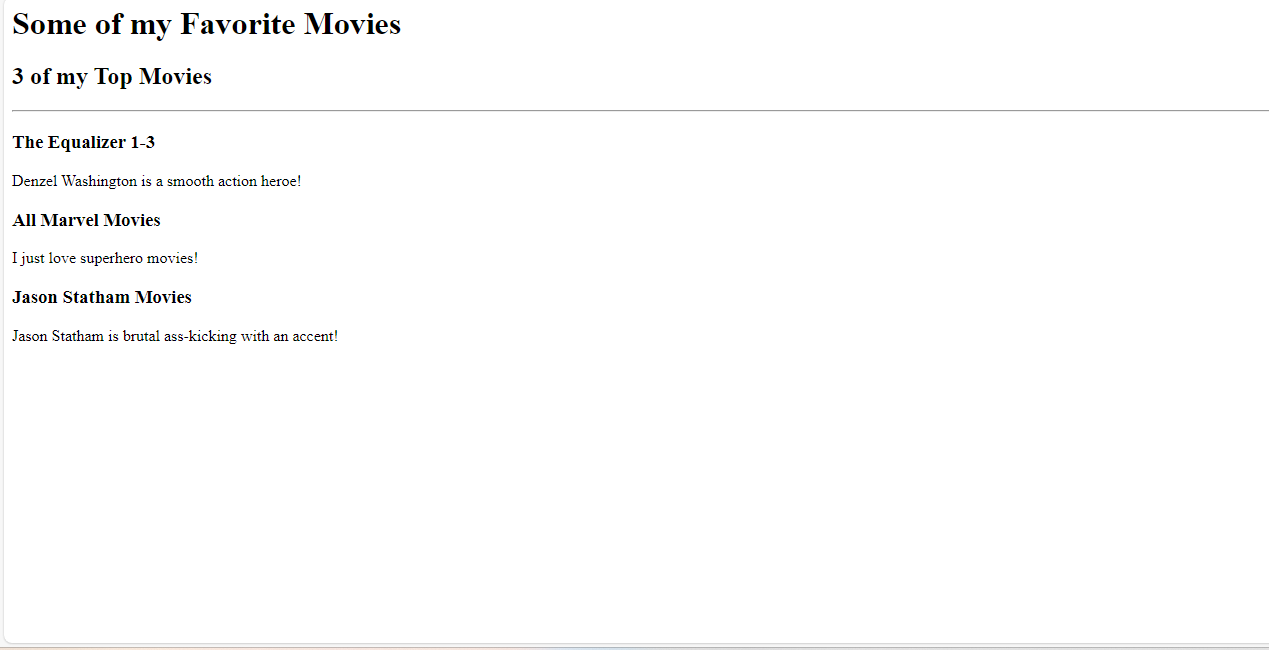 Some of my Favorite Movies
3 of my Top Movies
The Equalizer 1-3
Denzel Washington is a smooth action heroe!
All Marvel Movies
I just love superhero movies!
Jason Statham Movies
Jason Statham is brutal ass-kicking with an accent!